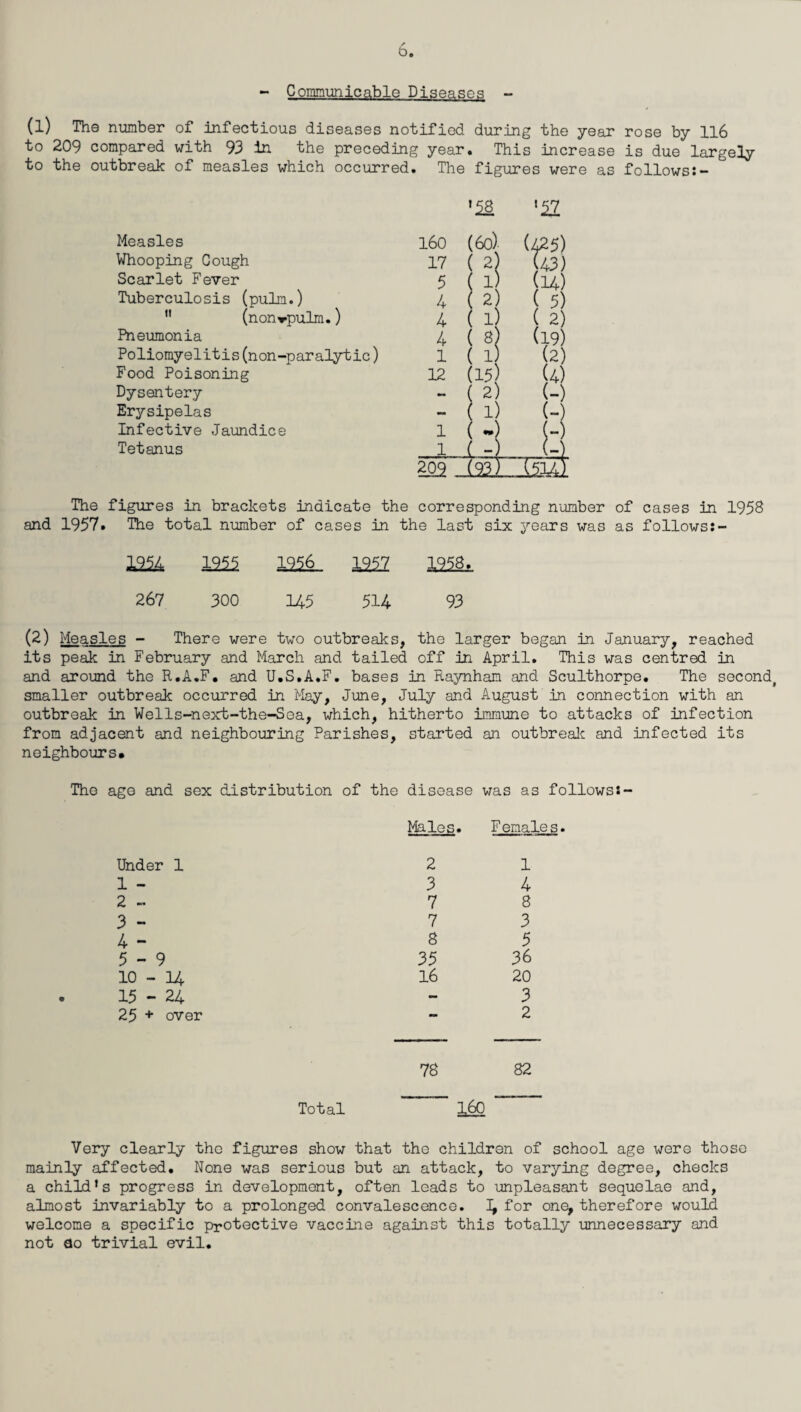 6.
- Communicable Diseases -
(1) The number of infectious diseases notified during the year rose by 116
to 209 compared with 93 in the preceding year. This increase is due largely
to the outbreak of measles which occurred. The figures were as follows:-
'58 '57
Measles 160 (60) (425)
Whooping Cough 17 ( 2) (43)
Scarlet Fever 5 ( 1) (14)
Tuberculosis (pulm.) 4 ( 2) ( 5)
" (non-pulm.) 4 ( 1) ( 2)
Pneumonia 4 ( 8) (19)
Poliomyelitis(non-paralytic) 1 ( 1) (2)
Food Poisoning 12 (15) (4)
Dysentery - ( 2) (-)
Erysipelas - ( 1) (-)
Infective Jaundice 1 ( -) (-)
Tetanus 1 ( -) (-)
209 (93) (514)
The figures in brackets indicate the corresponding number of cases in 1958
and 1957. The total number of cases in the last six years was as follows:-
1954 1955 1956 1957 1958.
267 300 145 514 93
(2) Measles - There were two outbreaks, the larger began in January, reached
its peak in February and March and tailed off in April. This was centred in
and around the R.A.F. and U.S.A.F. bases in Raynham and Sculthorpe. The second,
smaller outbreak occurred in May, June, July and August in connection with an
outbreak in Wells-next-the-Sea, which, hitherto immune to attacks of infection
from adjacent and neighbouring Parishes, started an outbreak and infected its
neighbours.
The age and sex distribution of the disease was as follows:-
Males. Females.
Under 1 2 1
1 - 3 4
2 - 7 8
3 - 7 3
4 - 8 5
5 - 9 35 36
10 - 14 16 20
15 - 24 - 3
25 + over - 2
78 82
Total 160
Very clearly the figures show that the children of school age were those
mainly affected. None was serious but an attack, to varying degree, checks
a child's progress in development, often leads to unpleasant sequelae and,
almost invariably to a prolonged convalescence. I, for one, therefore would
welcome a specific protective vaccine against this totally unnecessary and
not so trivial evil.